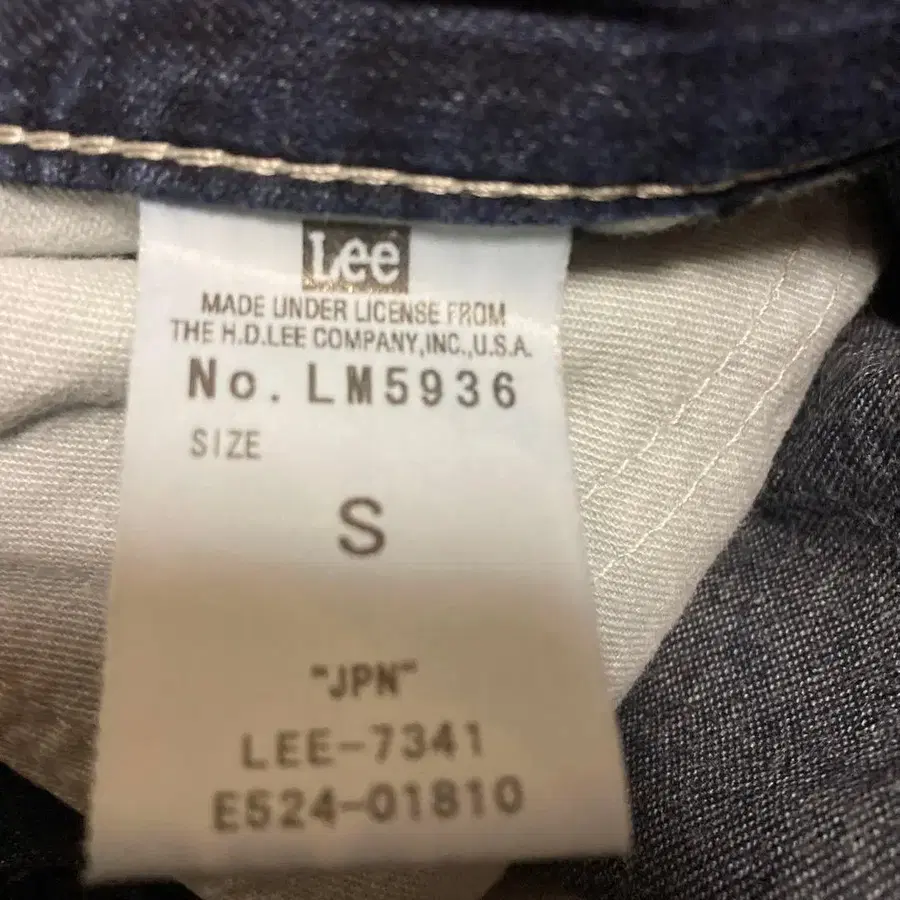 Lee
MADE UNDER LICENSE FROM
THE H.D.LEE COMPANY,INC.,U.S.A.
No. LM5936
SIZE
S
"JPN"
LEE-7341
E524-01810